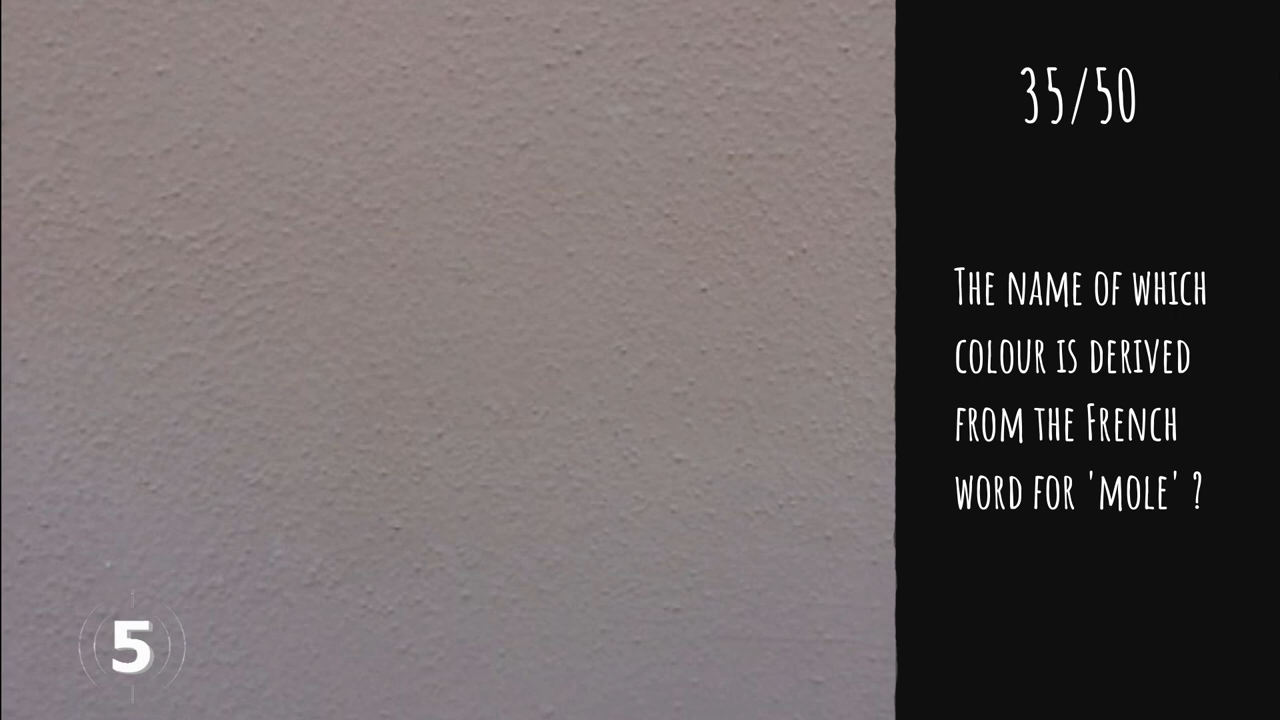 35/50
The name of which
colour is derived
from the French
word for 'mole' ?
5